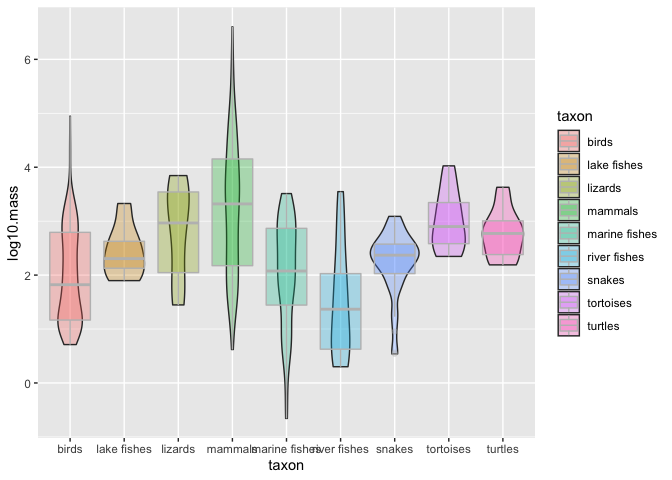 6
4
2
0
log10.mass
birds lake fishes lizards mammals marine fishes river fishes snakes tortoises turtles
taxon
taxon
birds
lake fishes
lizards
mammals
marine fishes
river fishes
snakes
tortoises
turtles